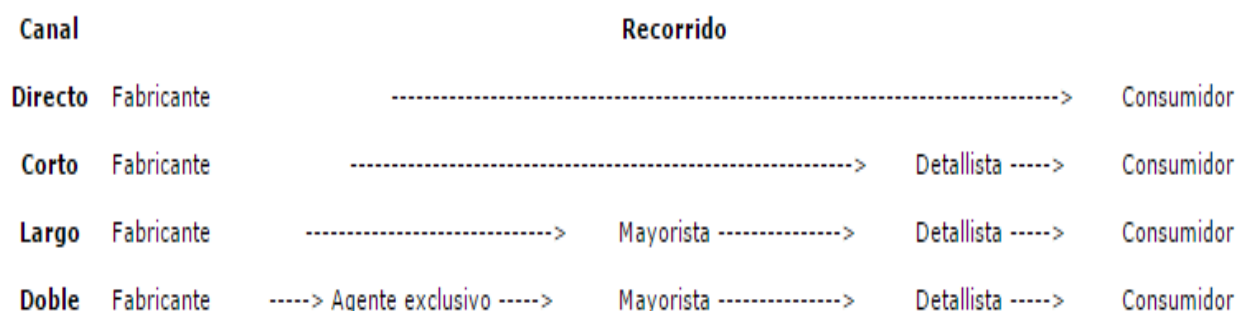 Canal Recorrido
Directo Fabricante --------------------------------------------------------------------------------> Consumidor
Corto Fabricante -------------------------------------------------------------> Detallista -----> Consumidor
Largo Fabricante ------------------------------> Mayorista ---------------> Detallista -----> Consumidor
Doble Fabricante -----> Agente exclusivo -----> Mayorista ---------------> Detallista -----> Consumidor